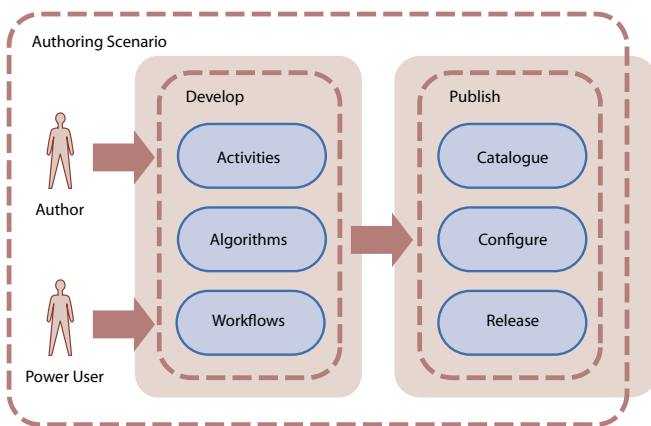 Authoring Scenario
Develop
Publish
Activities
Catalogue
Author
Algorithms
Configure
Workflows
Release
Power User